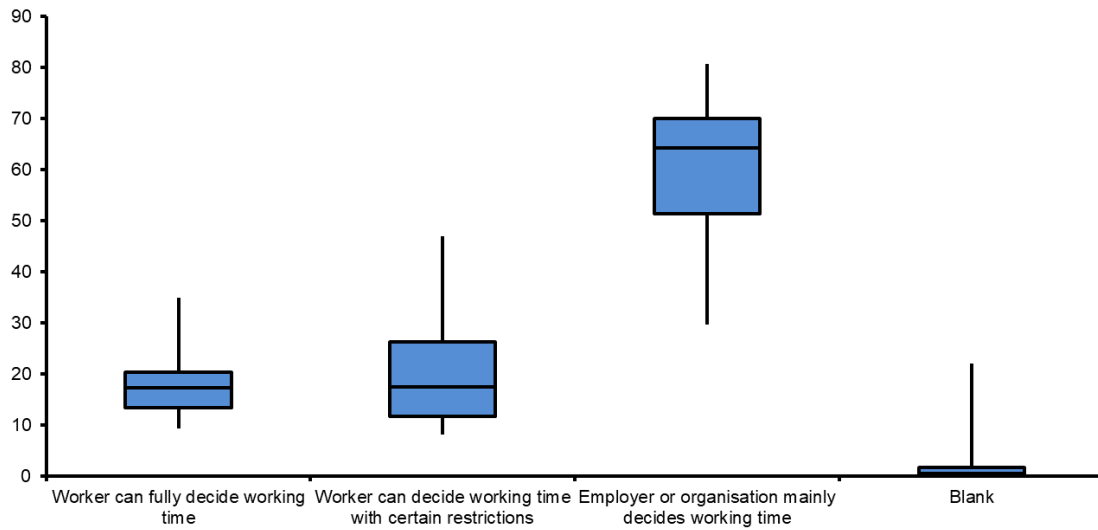 90
80
70
60
50
40
30
20
10
0
Worker can fully decide working
time
Worker can decide working time
with certain restrictions
Employer or organisation mainly
decides working time
Blank